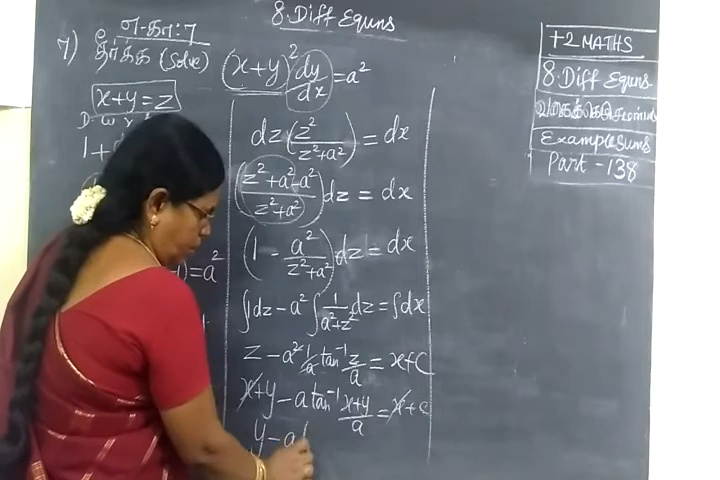 8. Diff Equns
எ.கா: 7
7) தீர்க்க (Solve) (x+y)² dy/dx = a²
x+y = z
D. w. r.
1+
-1) = a²
dz (z²/(z²+a²)) = dx
((z²+a²-a²)/(z²+a²)) dz = dx
(1 - a²/(z²+a²)) dz = dx
∫1dz - a² ∫ 1/(a²+z²) dz = ∫dx
z - a² 1/a tan⁻¹ z/a = x+c
x+y - a tan⁻¹ (x+y)/a = x+c
y - a
+2 MATHS
8. Diff Equns
Example Sums
Part - 138